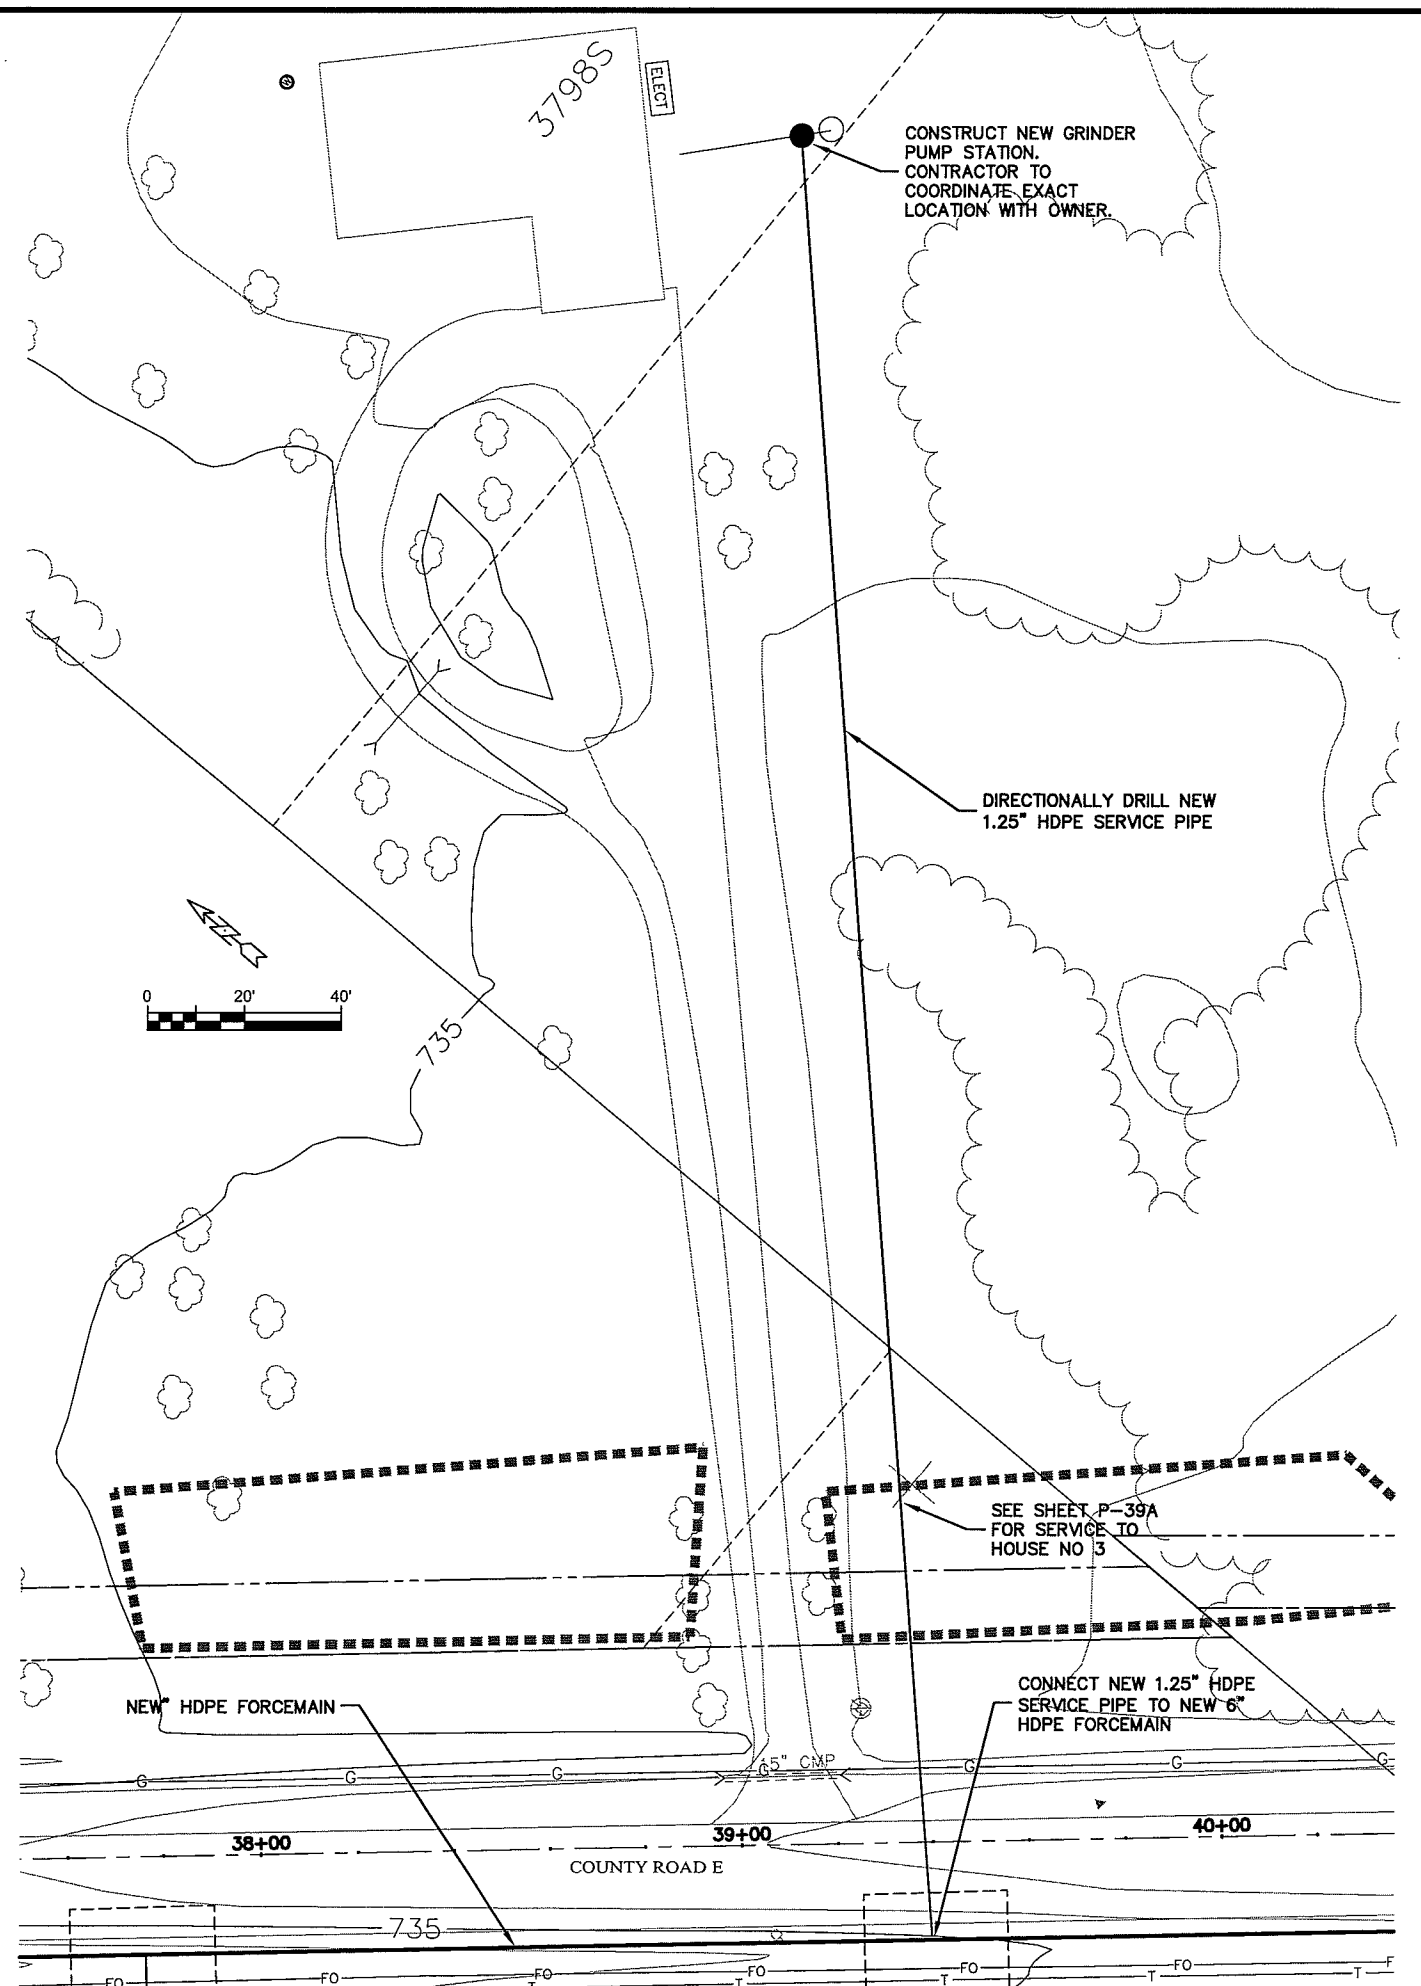 3798S
ELECT
CONSTRUCT NEW GRINDER
PUMP STATION.
CONTRACTOR TO
COORDINATE EXACT
LOCATION WITH OWNER.
DIRECTIONALLY DRILL NEW
1.25" HDPE SERVICE PIPE
N
0 20' 40'
735
SEE SHEET P-39A
FOR SERVICE TO
HOUSE NO 3
NEW" HDPE FORCEMAIN
CONNECT NEW 1.25" HDPE
SERVICE PIPE TO NEW 6"
HDPE FORCEMAIN
15" CMP
G G G G G G G
38+00 39+00 40+00
COUNTY ROAD E
735
FO FO FO FO FO FO
T T T T T